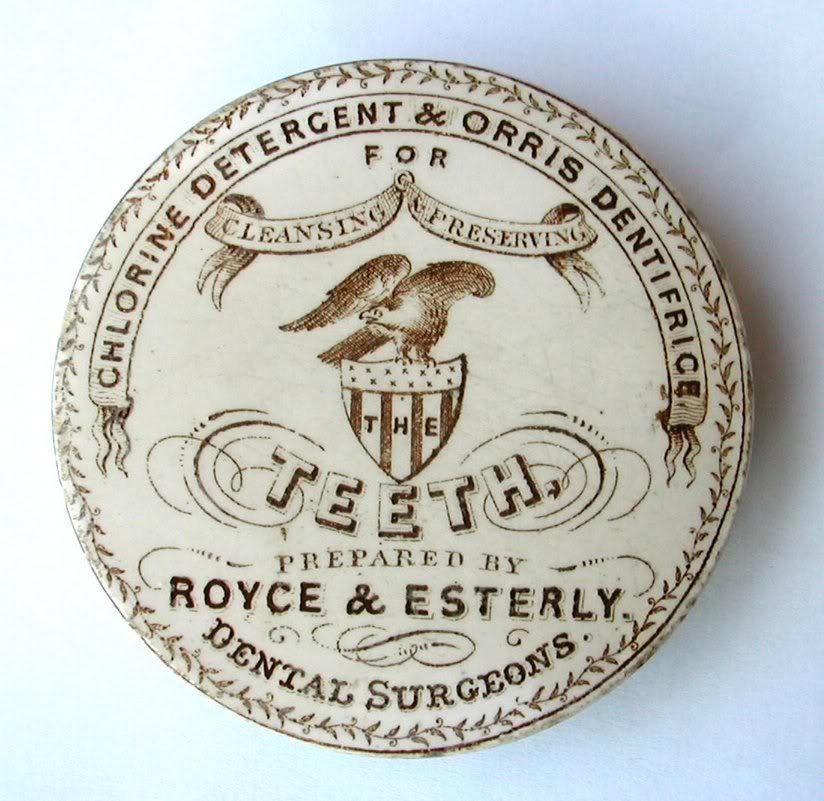 CHLORINE DETERGENT & ORRIS DENTIFRICE
FOR
CLEANSING & PRESERVING
THE
TEETH,
PREPARED BY
ROYCE & ESTERLY.
DENTAL SURGEONS.